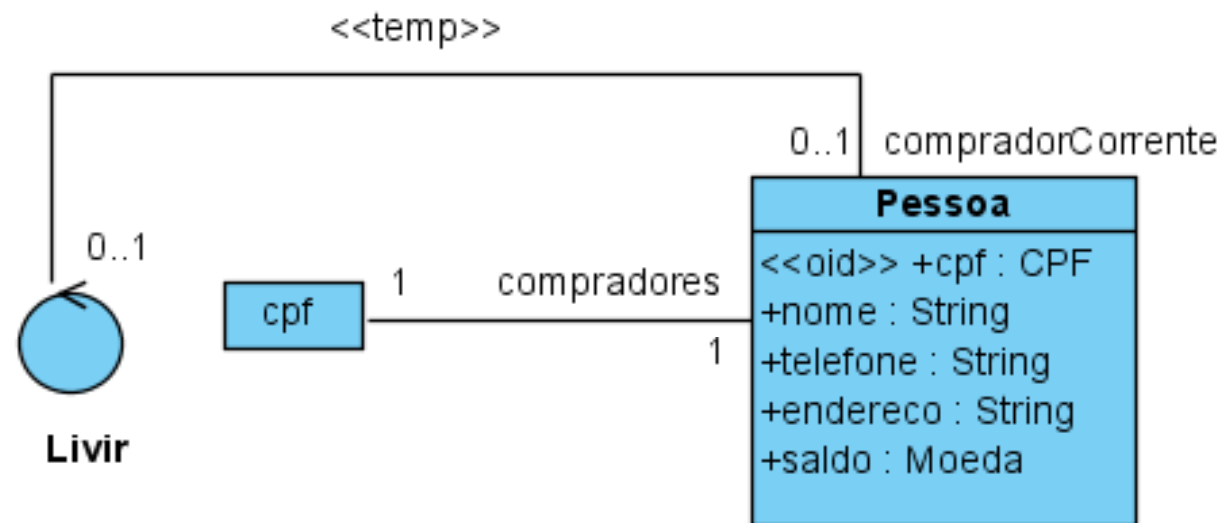 <<temp>>
0..1 compradorCorrente
Pessoa
0..1
<<oid>> +cpf : CPF
1 compradores
cpf
+nome : String
1
+telefone : String
+endereco : String
Livir
+saldo : Moeda